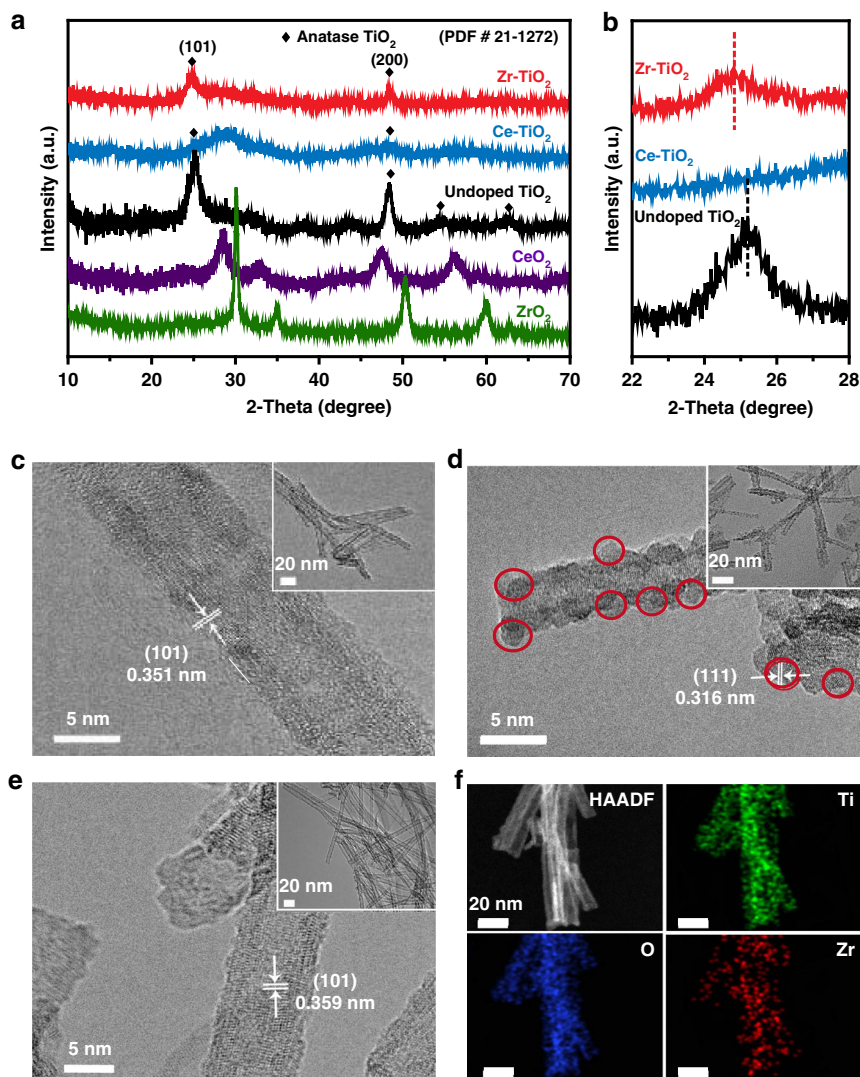 a
(101)
◆ Anatase TiO2
(PDF # 21-1272)
(200)
Zr-TiO2
Ce-TiO2
Undoped TiO2
CeO2
ZrO2
Intensity (a.u.)
10 20 30 40 50 60 70
2-Theta (degree)
b
Zr-TiO2
Ce-TiO2
Undoped TiO2
Intensity (a.u.)
22 24 26 28
2-Theta (degree)
c
20 nm
(101)
0.351 nm
5 nm
d
20 nm
(111)
0.316 nm
5 nm
e
20 nm
(101)
0.359 nm
5 nm
f
HAADF
20 nm
Ti
O
Zr